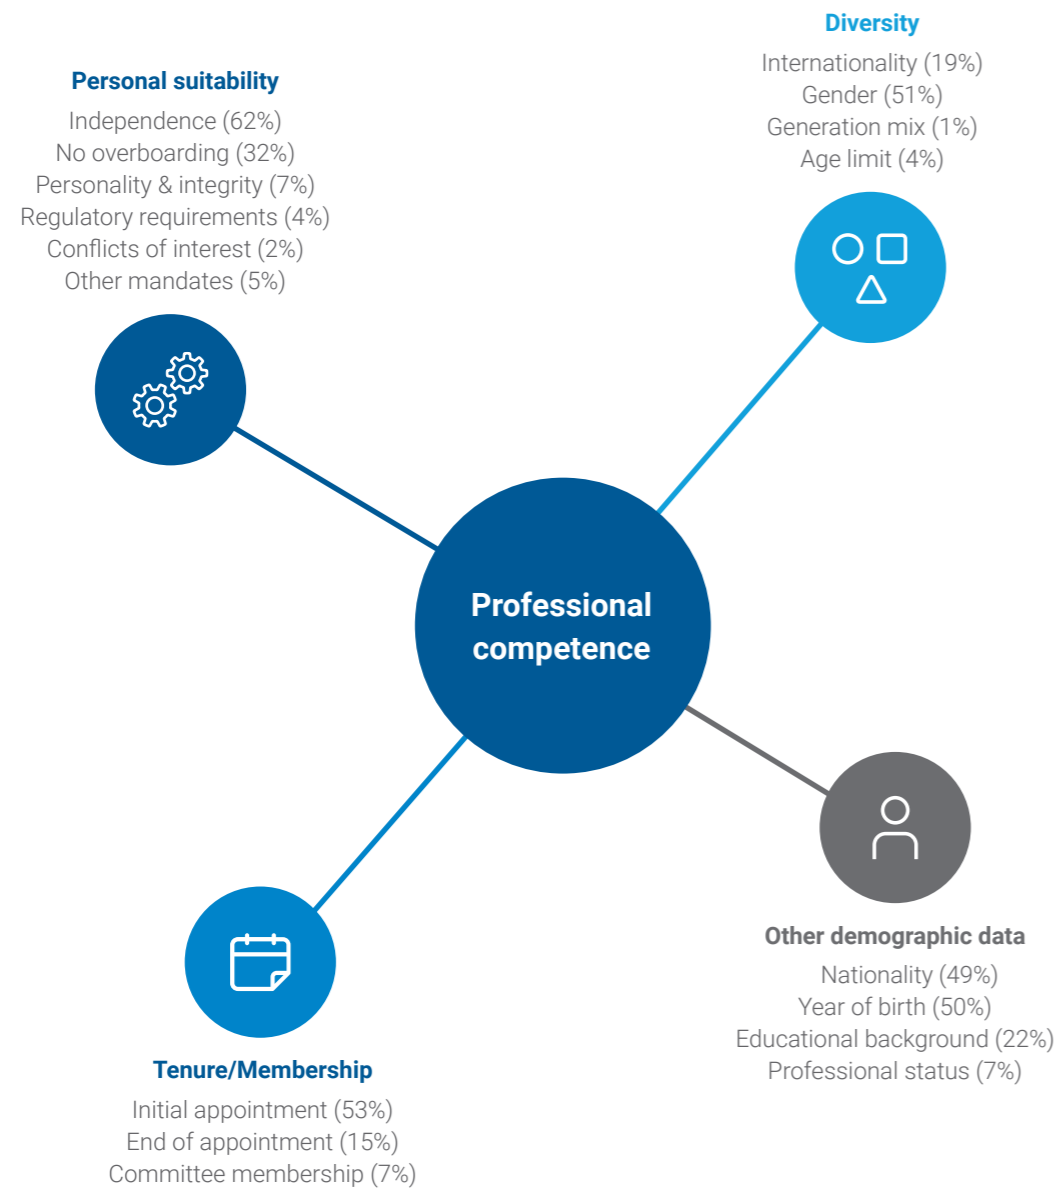 Diversity
Internationality (19%)
Gender (51%)
Generation mix (1%)
Age limit (4%)
Personal suitability
Independence (62%)
No overboarding (32%)
Personality & integrity (7%)
Regulatory requirements (4%)
Conflicts of interest (2%)
Other mandates (5%)
Professional
competence
Other demographic data
Nationality (49%)
Year of birth (50%)
Educational background (22%)
Professional status (7%)
Tenure/Membership
Initial appointment (53%)
End of appointment (15%)
Committee membership (7%)